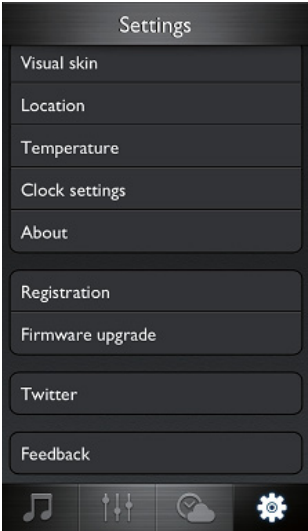 Settings
Visual skin
Location
Temperature
Clock settings
About
Registration
Firmware upgrade
Twitter
Feedback